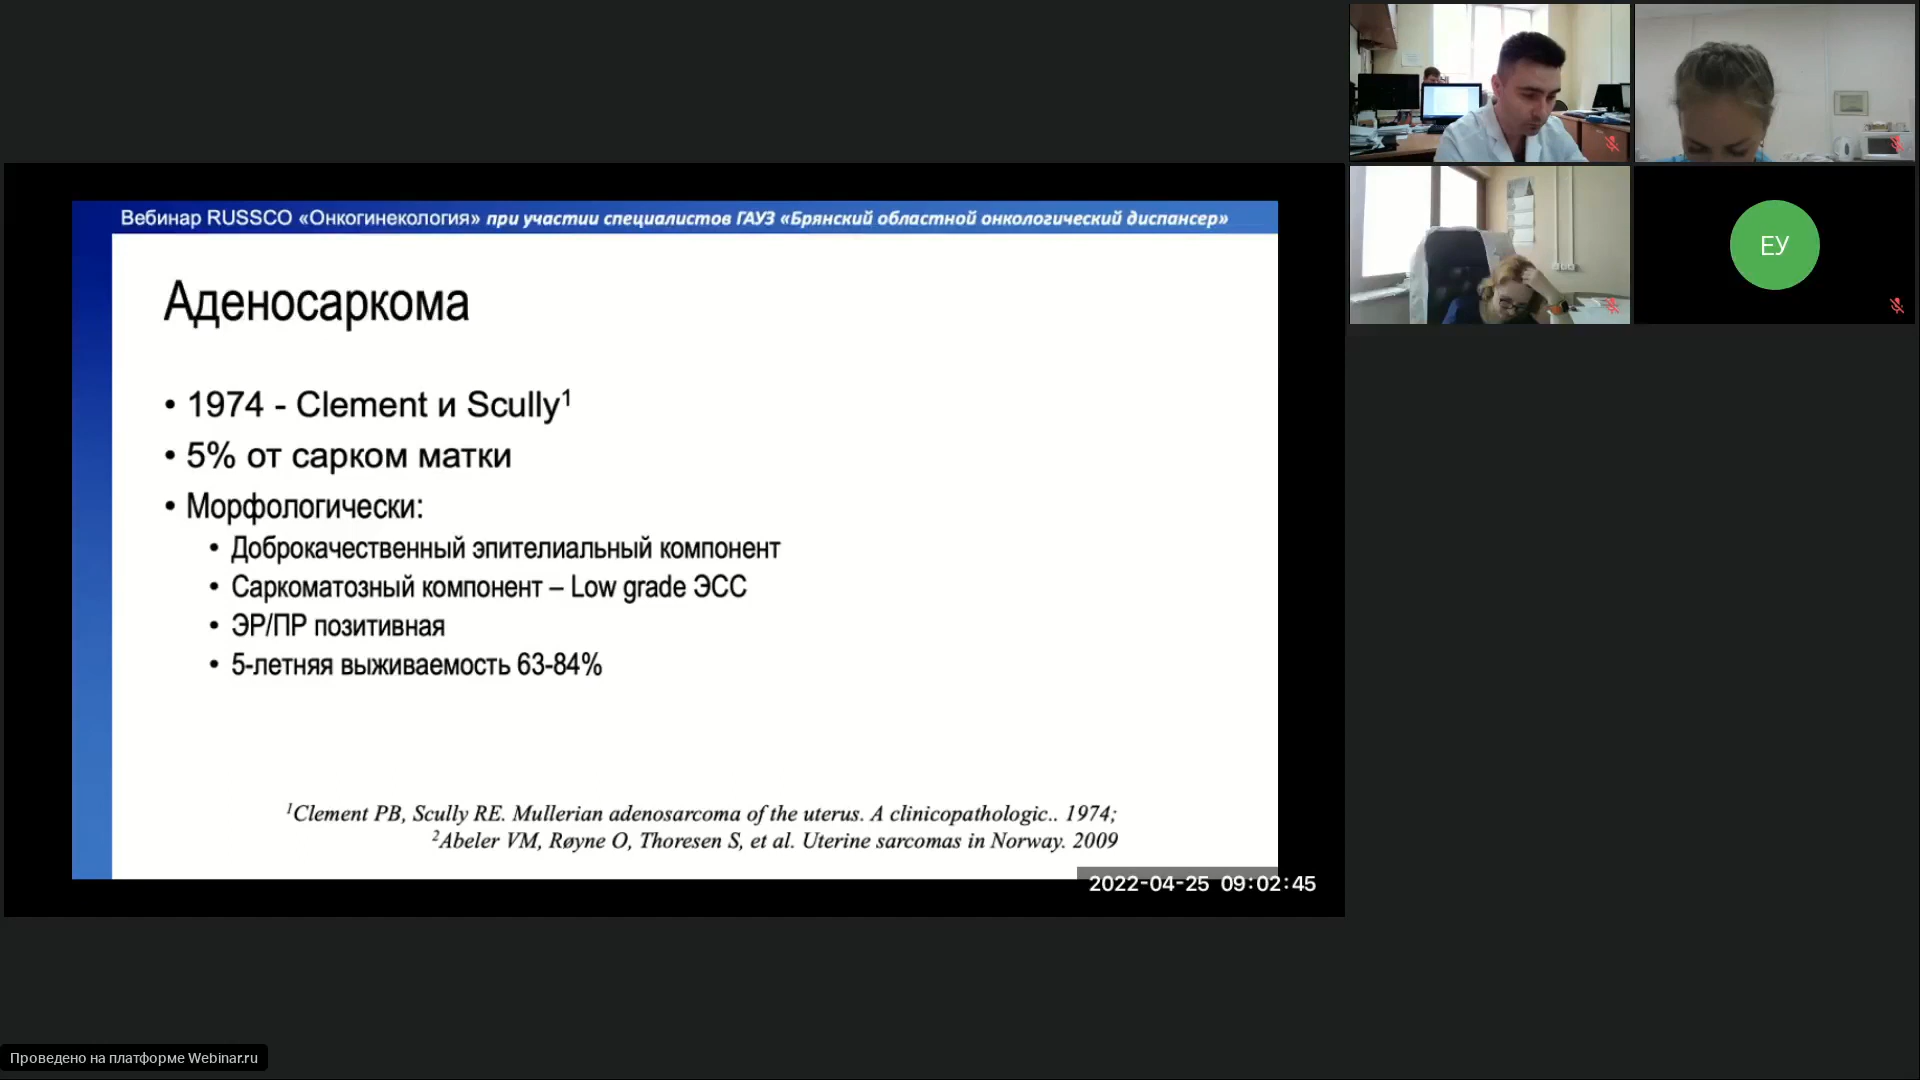 Вебинар RUSSCO «Онкогинекология» при участии специалистов ГАУЗ «Брянский областной онкологический диспансер»
Аденосаркома
• 1974 - Clement и Scully¹
• 5% от сарком матки
• Морфологически:
• Доброкачественный эпителиальный компонент
• Саркоматозный компонент – Low grade ЭСС
• ЭР/ПР позитивная
• 5-летняя выживаемость 63-84%
¹Clement PB, Scully RE. Mullerian adenosarcoma of the uterus. A clinicopathologic.. 1974;
²Abeler VM, Røyne O, Thoresen S, et al. Uterine sarcomas in Norway. 2009
2022-04-25 09:02:45
ЕУ
Проведено на платформе Webinar.ru